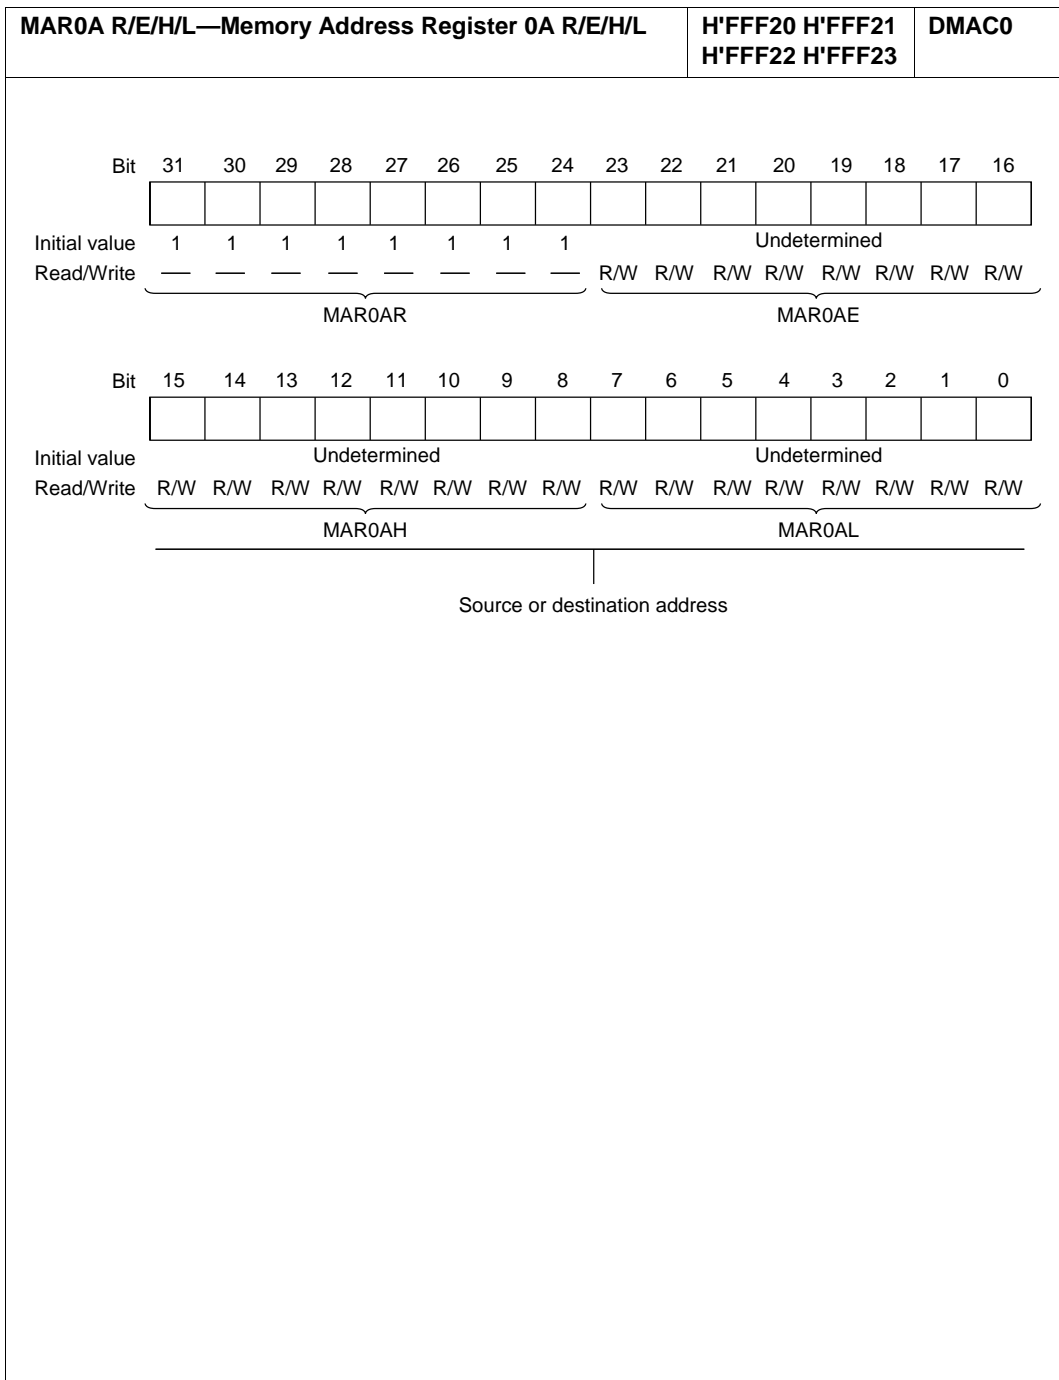 MAR0A R/E/H/L—Memory Address Register 0A R/E/H/L
H'FFF20 H'FFF21
H'FFF22 H'FFF23
DMAC0
Bit 31 30 29 28 27 26 25 24 23 22 21 20 19 18 17 16
Initial value 1 1 1 1 1 1 1 1 Undetermined
Read/Write — — — — — — — — R/W R/W R/W R/W R/W R/W R/W R/W
MAR0AR MAR0AE
Bit 15 14 13 12 11 10 9 8 7 6 5 4 3 2 1 0
Initial value Undetermined Undetermined
Read/Write R/W R/W R/W R/W R/W R/W R/W R/W R/W R/W R/W R/W R/W R/W R/W R/W
MAR0AH MAR0AL
Source or destination address